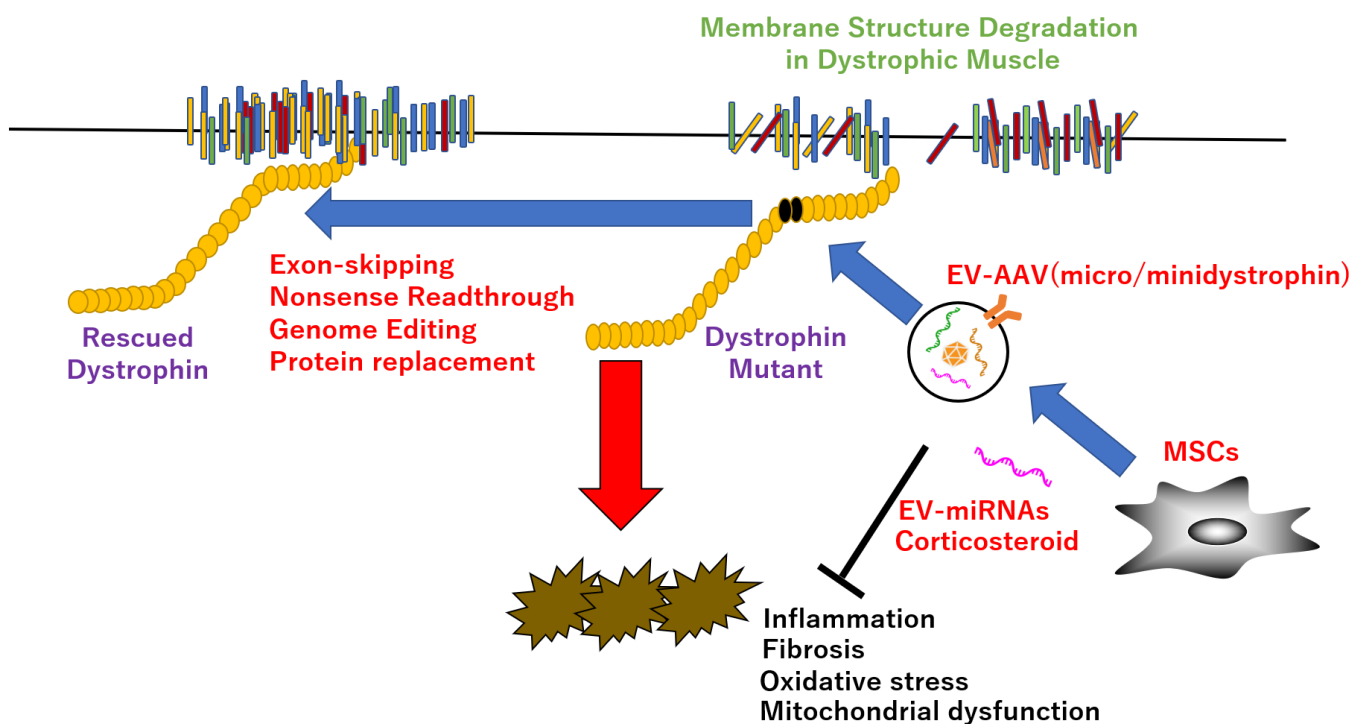 Membrane Structure Degradation
in Dystrophic Muscle
Exon-skipping
Nonsense Readthrough
Genome Editing
Protein replacement
Rescued
Dystrophin
Dystrophin
Mutant
EV-AAV(micro/minidystrophin)
MSCs
EV-miRNAs
Corticosteroid
Inflammation
Fibrosis
Oxidative stress
Mitochondrial dysfunction